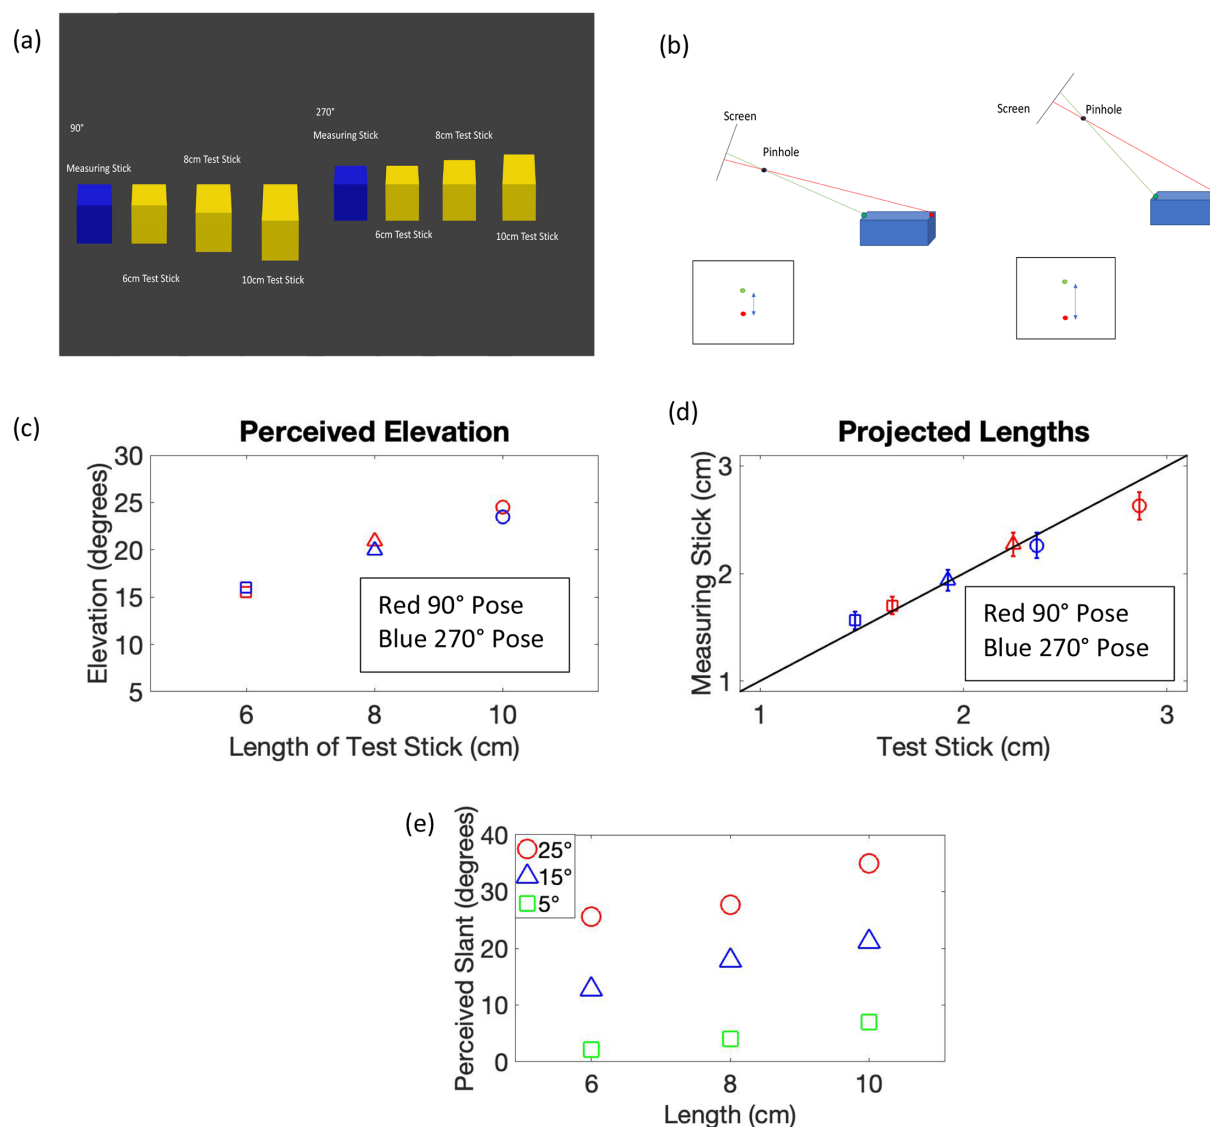 (a)
90°
Measuring Stick
8cm Test Stick
6cm Test Stick
10cm Test Stick
270°
Measuring Stick
8cm Test Stick
6cm Test Stick
10cm Test Stick
(b)
Screen
Pinhole
Screen
Pinhole
(c)
Perceived Elevation
Elevation (degrees)
30
25
20
15
10
5
6
8
10
Length of Test Stick (cm)
Red 90° Pose
Blue 270° Pose
(d)
Projected Lengths
Measuring Stick (cm)
3
2
1
1
2
3
Test Stick (cm)
Red 90° Pose
Blue 270° Pose
(e)
Perceived Slant (degrees)
40
30
20
10
0
25°
15°
5°
6
8
10
Length (cm)